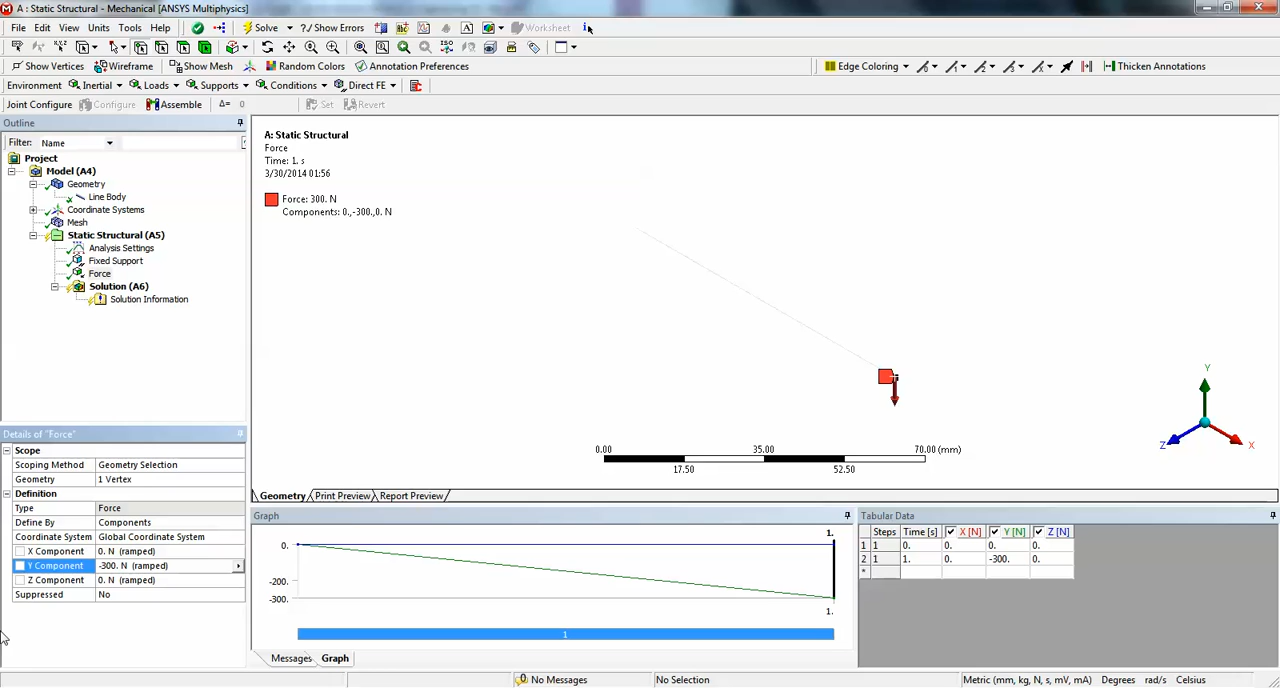 A : Static Structural - Mechanical [ANSYS Multiphysics]
File Edit View Units Tools Help Solve ?/ Show Errors Worksheet i
Show Vertices Wireframe Show Mesh Random Colors Annotation Preferences Edge Coloring Thicken Annotations
Environment Inertial Loads Supports Conditions Direct FE
Joint Configure Configure Assemble Δ= 0 Set Revert
Outline
Filter: Name
Project
Model (A4)
Geometry
Line Body
Coordinate Systems
Mesh
Static Structural (A5)
Analysis Settings
Fixed Support
Force
Solution (A6)
Solution Information
A: Static Structural
Force
Time: 1. s
3/30/2014 01:56
Force: 300. N
Components: 0.,-300.,0. N
0.00 35.00 70.00 (mm)
17.50 52.50
Y
Z X
Geometry Print Preview Report Preview
Details of "Force"
Scope
Scoping Method Geometry Selection
Geometry 1 Vertex
Definition
Type Force
Define By Components
Coordinate System Global Coordinate System
X Component 0. N (ramped)
Y Component -300. N (ramped)
Z Component 0. N (ramped)
Suppressed No
Graph
1.
0.
-200.
-300.
1.
1
Messages Graph
Tabular Data
Steps Time [s] X [N] Y [N] Z [N]
1 1 0. 0. 0. 0.
2 1 1. 0. -300. 0.
*
No Messages No Selection Metric (mm, kg, N, s, mV, mA) Degrees rad/s Celsius